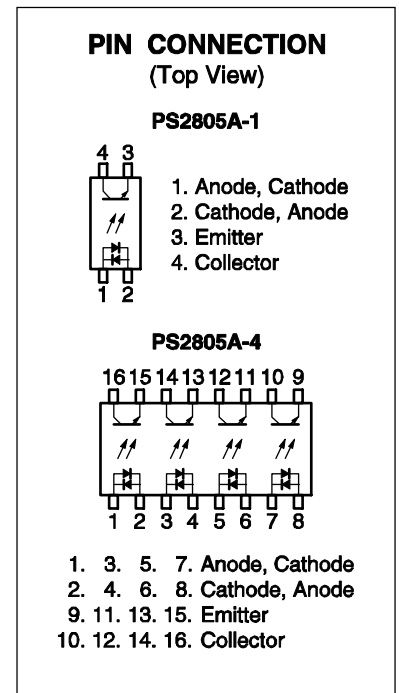 PIN CONNECTION
(Top View)
PS2805A-1
4 3
1. Anode, Cathode
2. Cathode, Anode
3. Emitter
4. Collector
1 2
PS2805A-4
16 15 14 13 12 11 10 9
1 2 3 4 5 6 7 8
1. 3. 5. 7. Anode, Cathode
2. 4. 6. 8. Cathode, Anode
9. 11. 13. 15. Emitter
10. 12. 14. 16. Collector